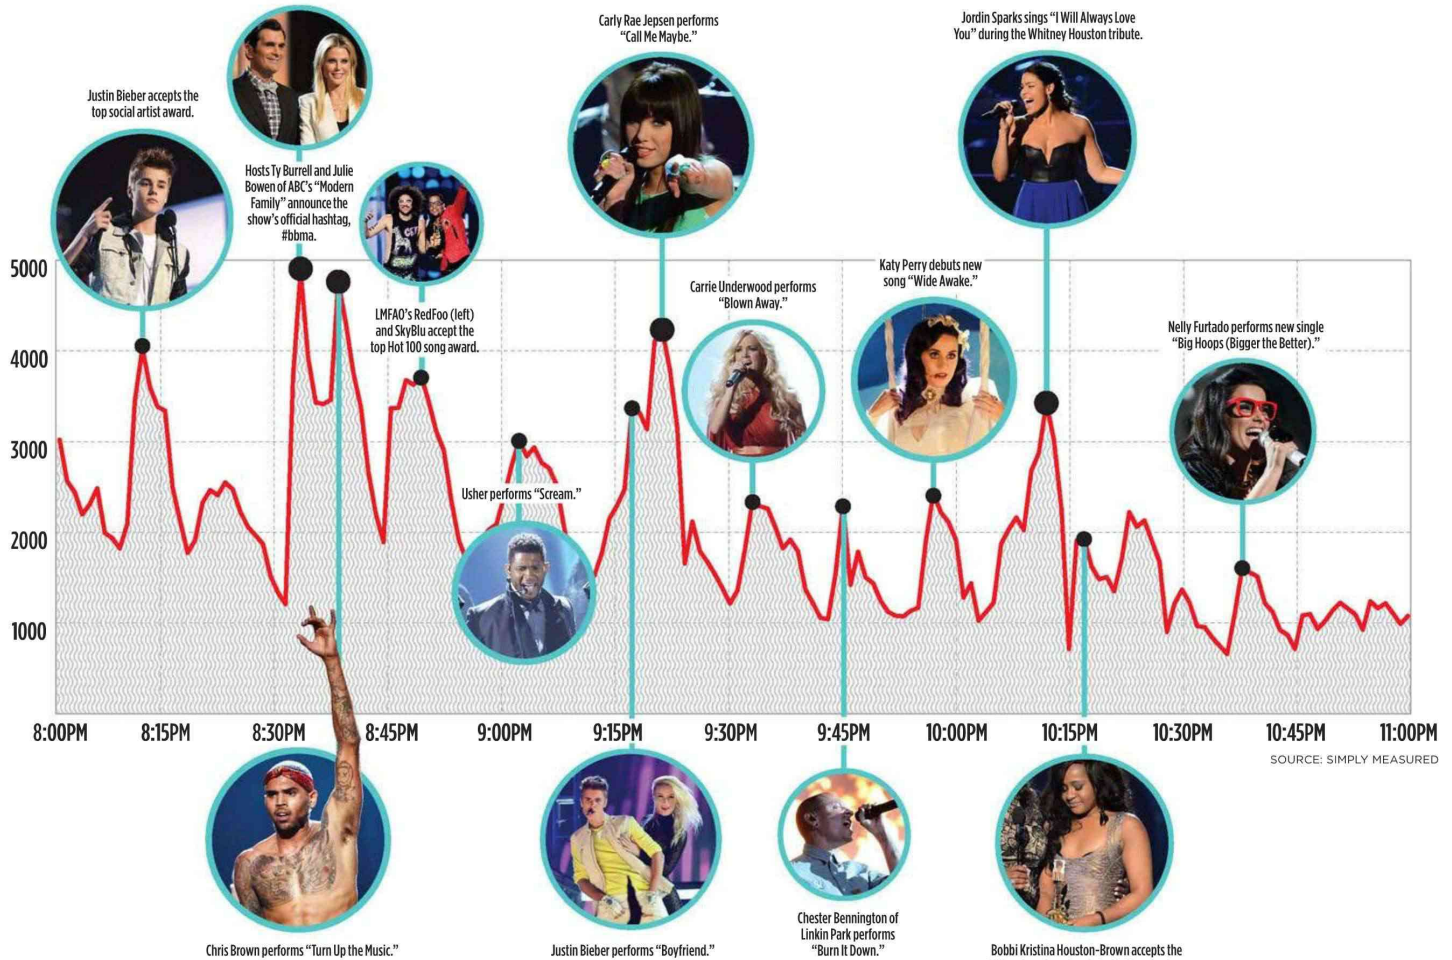 Justin Bieber accepts the
top social artist award.
Hosts Ty Burrell and Julie
Bowen of ABC's “Modern
Family” announce the
show's official hashtag,
#bbma.
LMFAO's RedFoo (left)
and SkyBlu accept the
top Hot 100 song award.
Carly Rae Jepsen performs
“Call Me Maybe.”
Jordin Sparks sings “I Will Always Love
You” during the Whitney Houston tribute.
Carrie Underwood performs
“Blown Away.”
Katy Perry debuts new
song “Wide Awake.”
Nelly Furtado performs new single
“Big Hoops (Bigger the Better).”
Usher performs “Scream.”
5000
4000
3000
2000
1000
8:00PM
8:15PM
8:30PM
8:45PM
9:00PM
9:15PM
9:30PM
9:45PM
10:00PM
10:15PM
10:30PM
10:45PM
11:00PM
SOURCE: SIMPLY MEASURED
Chris Brown performs “Turn Up the Music.”
Justin Bieber performs “Boyfriend.”
Chester Bennington of
Linkin Park performs
“Burn It Down.”
Bobbi Kristina Houston-Brown accepts the